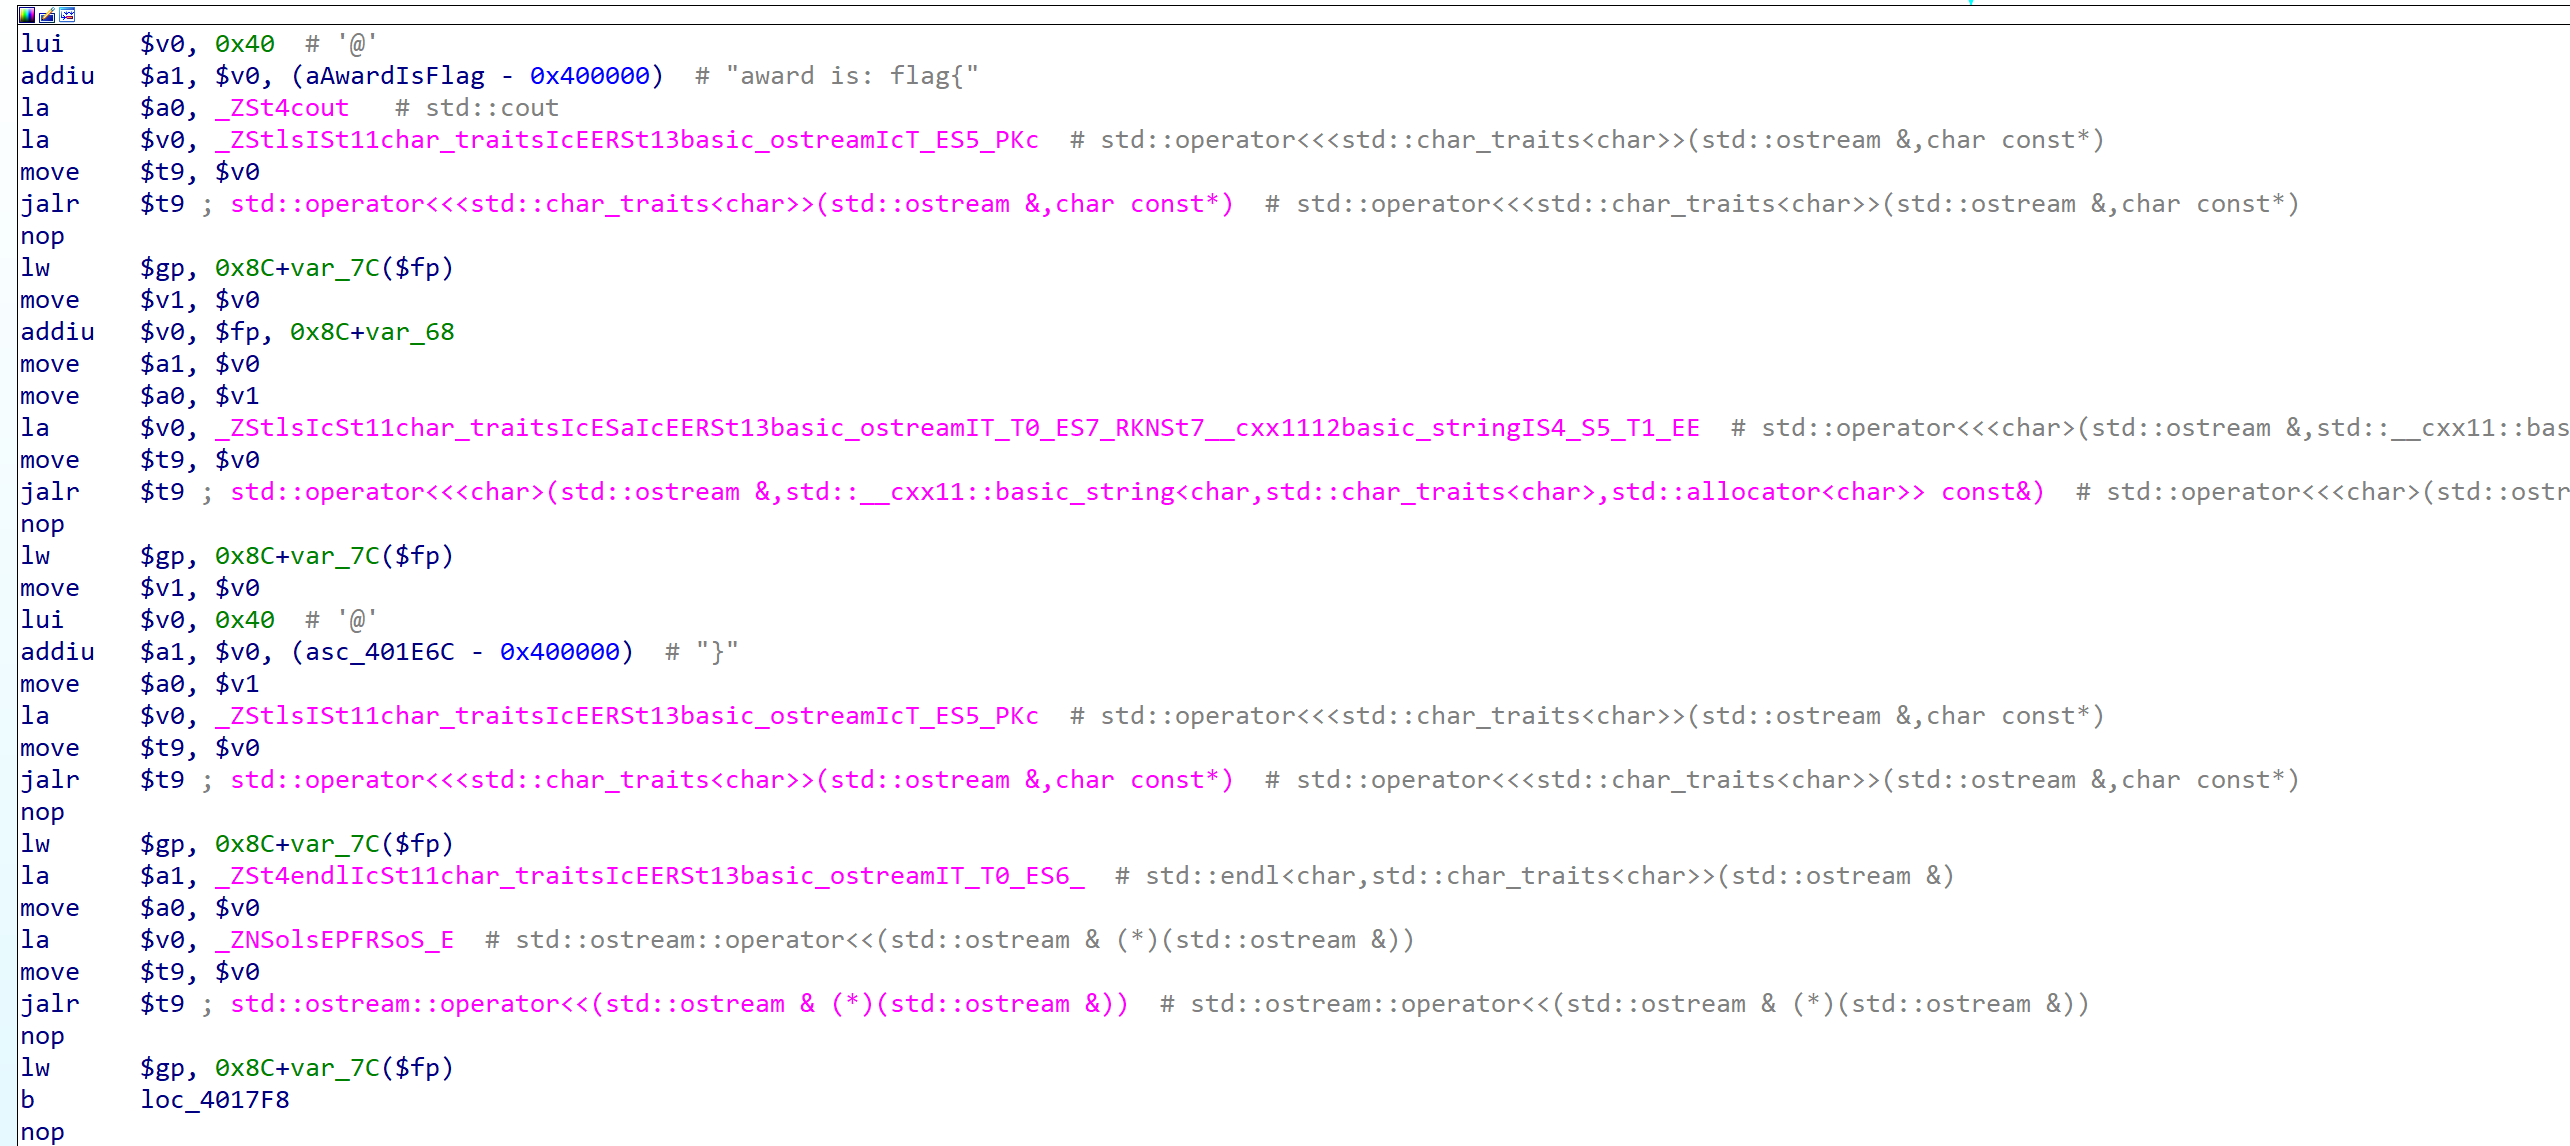 lui $v0, 0x40 # '@'
addiu $a1, $v0, (aAwardIsFlag - 0x400000) # "award is: flag{"
la $a0, _ZSt4cout # std::cout
la $v0, _ZStlsISt11char_traitsIcEERSt13basic_ostreamIcT_ES5_PKc # std::operator<<<std::char_traits<char>>(std::ostream &,char const*)
move $t9, $v0
jalr $t9 ; std::operator<<<std::char_traits<char>>(std::ostream &,char const*) # std::operator<<<std::char_traits<char>>(std::ostream &,char const*)
nop
lw $gp, 0x8C+var_7C($fp)
move $v1, $v0
addiu $v0, $fp, 0x8C+var_68
move $a1, $v0
move $a0, $v1
la $v0, _ZStlsIcSt11char_traitsIcESaIcEERSt13basic_ostreamIT_T0_ES7_RKNSt7__cxx1112basic_stringIS4_S5_T1_EE # std::operator<<<char>(std::ostream &,std::__cxx11::bas
move $t9, $v0
jalr $t9 ; std::operator<<<char>(std::ostream &,std::__cxx11::basic_string<char,std::char_traits<char>,std::allocator<char>> const&) # std::operator<<<char>(std::ostr
nop
lw $gp, 0x8C+var_7C($fp)
move $v1, $v0
lui $v0, 0x40 # '@'
addiu $a1, $v0, (asc_401E6C - 0x400000) # "}"
move $a0, $v1
la $v0, _ZStlsISt11char_traitsIcEERSt13basic_ostreamIcT_ES5_PKc # std::operator<<<std::char_traits<char>>(std::ostream &,char const*)
move $t9, $v0
jalr $t9 ; std::operator<<<std::char_traits<char>>(std::ostream &,char const*) # std::operator<<<std::char_traits<char>>(std::ostream &,char const*)
nop
lw $gp, 0x8C+var_7C($fp)
la $a1, _ZSt4endlIcSt11char_traitsIcEERSt13basic_ostreamIT_T0_ES6_ # std::endl<char,std::char_traits<char>>(std::ostream &)
move $a0, $v0
la $v0, _ZNSolsEPFRSoS_E # std::ostream::operator<<(std::ostream & (*)(std::ostream &))
move $t9, $v0
jalr $t9 ; std::ostream::operator<<(std::ostream & (*)(std::ostream &)) # std::ostream::operator<<(std::ostream & (*)(std::ostream &))
nop
lw $gp, 0x8C+var_7C($fp)
b loc_4017F8
nop